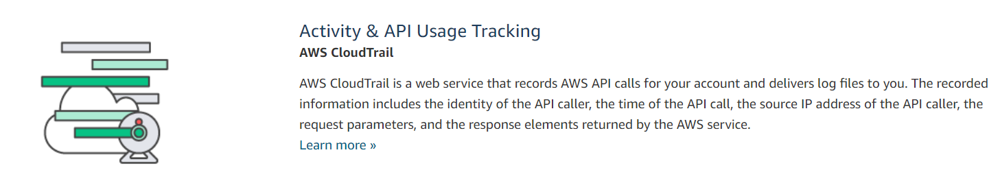 Activity & API Usage Tracking
AWS CloudTrail
AWS CloudTrail is a web service that records AWS API calls for your account and delivers log files to you. The recorded
information includes the identity of the API caller, the time of the API call, the source IP address of the API caller, the
request parameters, and the response elements returned by the AWS service.
Learn more »